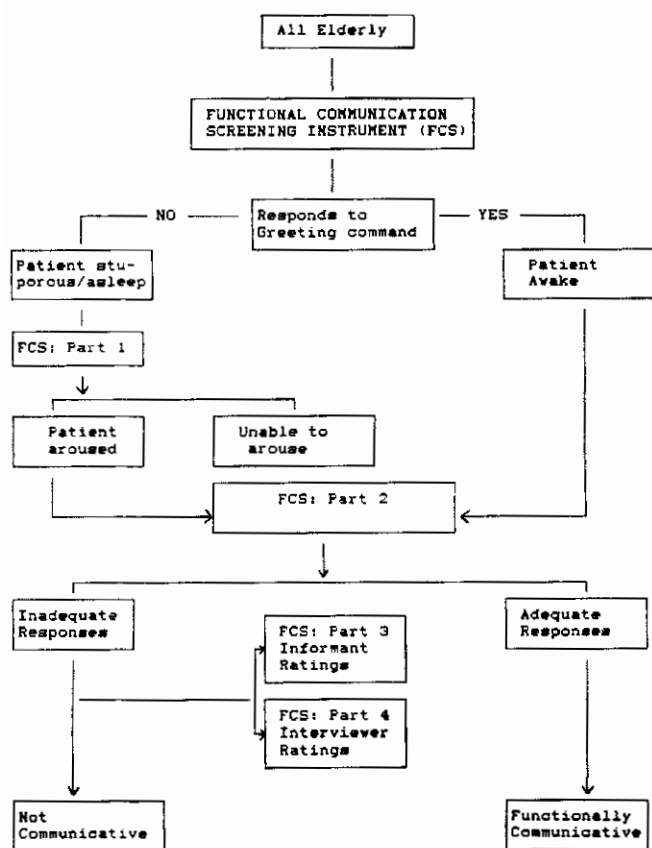 All Elderly
FUNCTIONAL COMMUNICATION
SCREENING INSTRUMENT (FCS)
NO
Responds to
Greeting command
YES
Patient stu-
porous/asleep
Patient
Awake
FCS: Part 1
Patient
aroused
Unable to
arouse
FCS: Part 2
Inadequate
Responses
FCS: Part 3
Informant
Ratings
Adequate
Responses
FCS: Part 4
Interviewer
Ratings
Not
Communicative
Functionally
Communicative